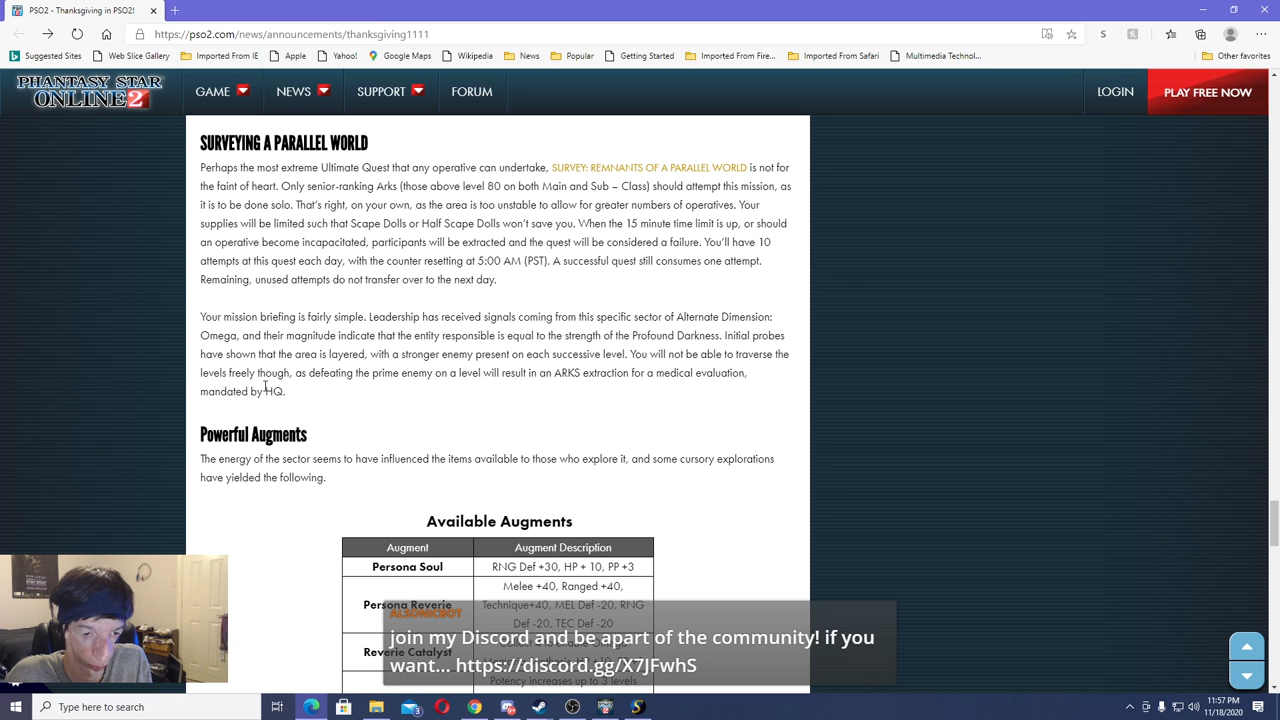 PSO2 - Thanksgiving in PSO2!
https://pso2.com/news/announcements/thanksgiving1111
Suggested Sites
Web Slice Gallery
Imported From IE
Apple
Yahoo!
Google Maps
Wikipedia
News
Popular
Getting Started
Imported From Fire...
Imported From Safari
Multimedia Technol...
Other favorites
PHANTASY STAR
ONLINE 2
GAME
NEWS
SUPPORT
FORUM
LOGIN
PLAY FREE NOW
SURVEYING A PARALLEL WORLD
Perhaps the most extreme Ultimate Quest that any operative can undertake, SURVEY: REMNANTS OF A PARALLEL WORLD is not for
the faint of heart. Only senior-ranking Arks (those above level 80 on both Main and Sub – Class) should attempt this mission, as
it is to be done solo. That's right, on your own, as the area is too unstable to allow for greater numbers of operatives. Your
supplies will be limited such that Scape Dolls or Half Scape Dolls won't save you. When the 15 minute time limit is up, or should
an operative become incapacitated, participants will be extracted and the quest will be considered a failure. You'll have 10
attempts at this quest each day, with the counter resetting at 5:00 AM (PST). A successful quest still consumes one attempt.
Remaining, unused attempts do not transfer over to the next day.
Your mission briefing is fairly simple. Leadership has received signals coming from this specific sector of Alternate Dimension:
Omega, and their magnitude indicate that the entity responsible is equal to the strength of the Profound Darkness. Initial probes
have shown that the area is layered, with a stronger enemy present on each successive level. You will not be able to traverse the
levels freely though, as defeating the prime enemy on a level will result in an ARKS extraction for a medical evaluation,
mandated by HQ.
Powerful Augments
The energy of the sector seems to have influenced the items available to those who explore it, and some cursory explorations
have yielded the following.
Available Augments
Augment
Augment Description
Persona Soul
RNG Def +30, HP + 10, PP +3
Persona Reverie
Melee +40, Ranged +40,
Technique+40, MEL Def -20, RNG
Def -20, TEC Def -20
Reverie Catalyst
Potency increases up to 3 levels
ALSONICBOT
join my Discord and be apart of the community! if you
want... https://discord.gg/X7JFwhS
Type here to search
11:57 PM
11/18/2020